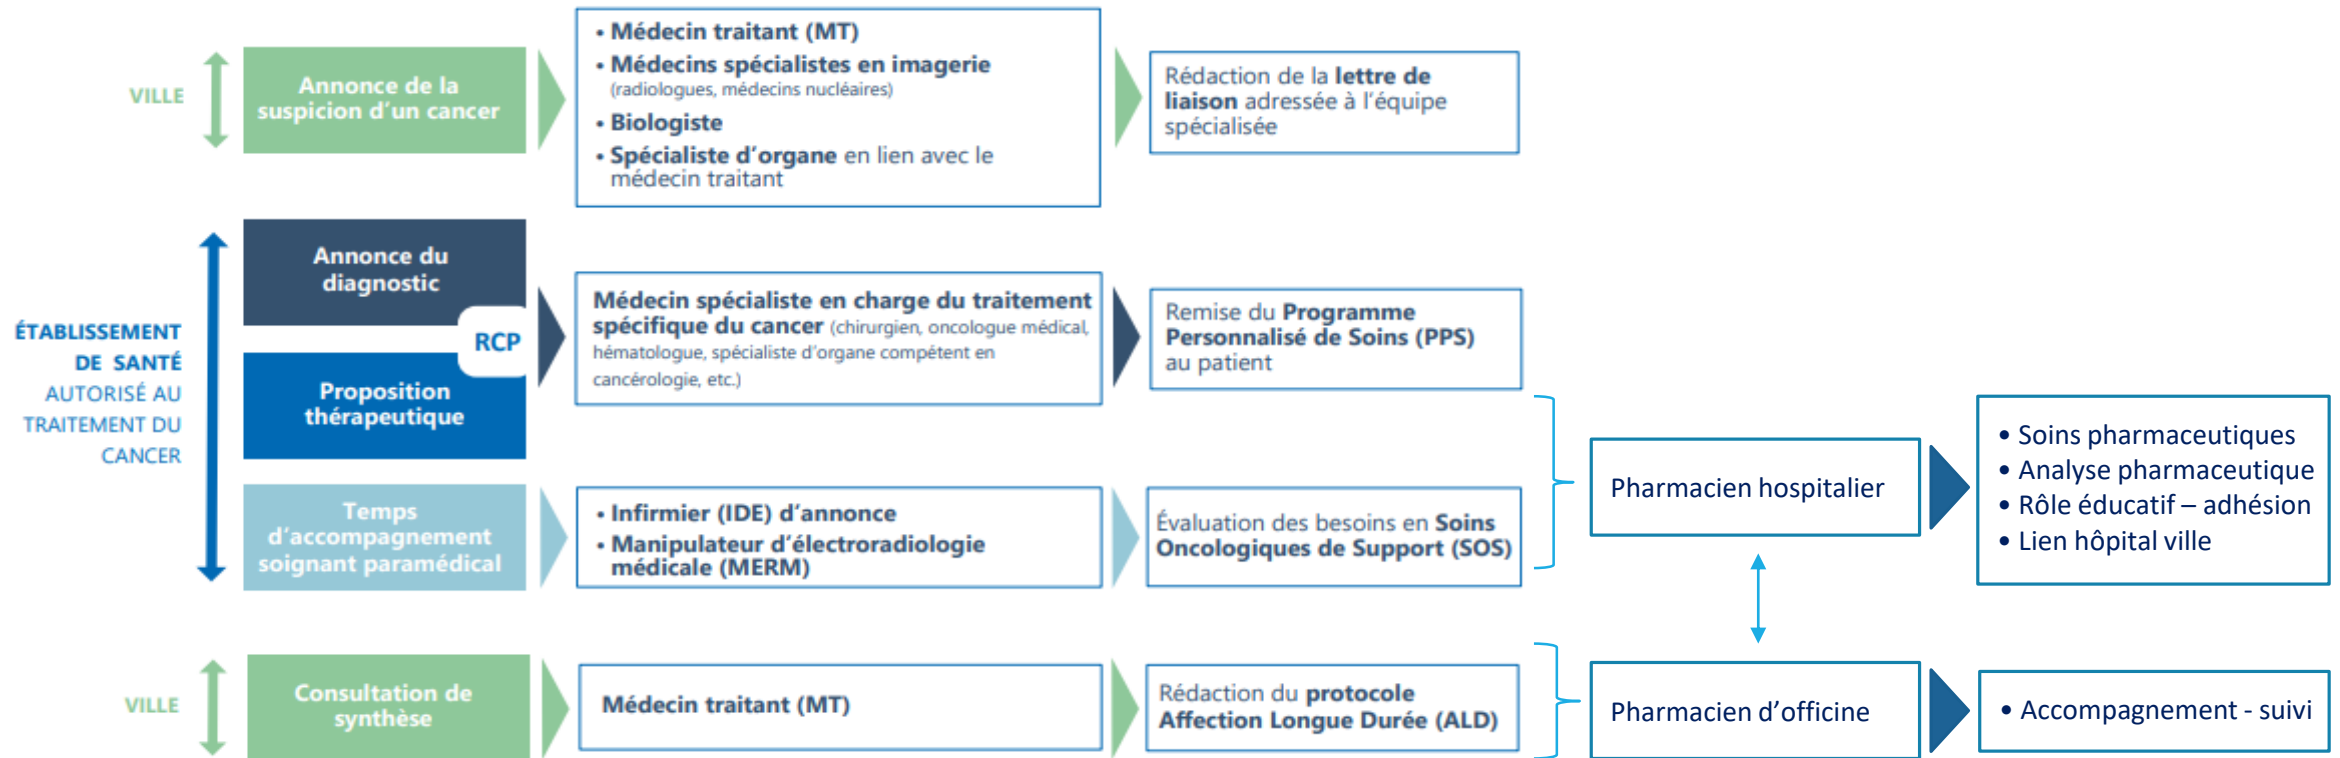 VILLE
Annonce de la
suspicion d'un cancer
• Médecin traitant (MT)
• Médecins spécialistes en imagerie
(radiologues, médecins nucléaires)
• Biologiste
• Spécialiste d'organe en lien avec le
médecin traitant
Rédaction de la lettre de
liaison adressée à l'équipe
spécialisée
ÉTABLISSEMENT
DE SANTÉ
AUTORISÉ AU
TRAITEMENT DU
CANCER
Annonce du
diagnostic
RCP
Proposition
thérapeutique
Médecin spécialiste en charge du traitement
spécifique du cancer (chirurgien, oncologue médical,
hématologue, spécialiste d'organe compétent en
cancérologie, etc.)
Remise du Programme
Personnalisé de Soins (PPS)
au patient
Temps
d'accompagnement
soignant paramédical
• Infirmier (IDE) d'annonce
• Manipulateur d'électroradiologie
médicale (MERM)
Évaluation des besoins en Soins
Oncologiques de Support (SOS)
Pharmacien hospitalier
• Soins pharmaceutiques
• Analyse pharmaceutique
• Rôle éducatif – adhésion
• Lien hôpital ville
VILLE
Consultation de
synthèse
Médecin traitant (MT)
Rédaction du protocole
Affection Longue Durée (ALD)
Pharmacien d'officine
• Accompagnement - suivi